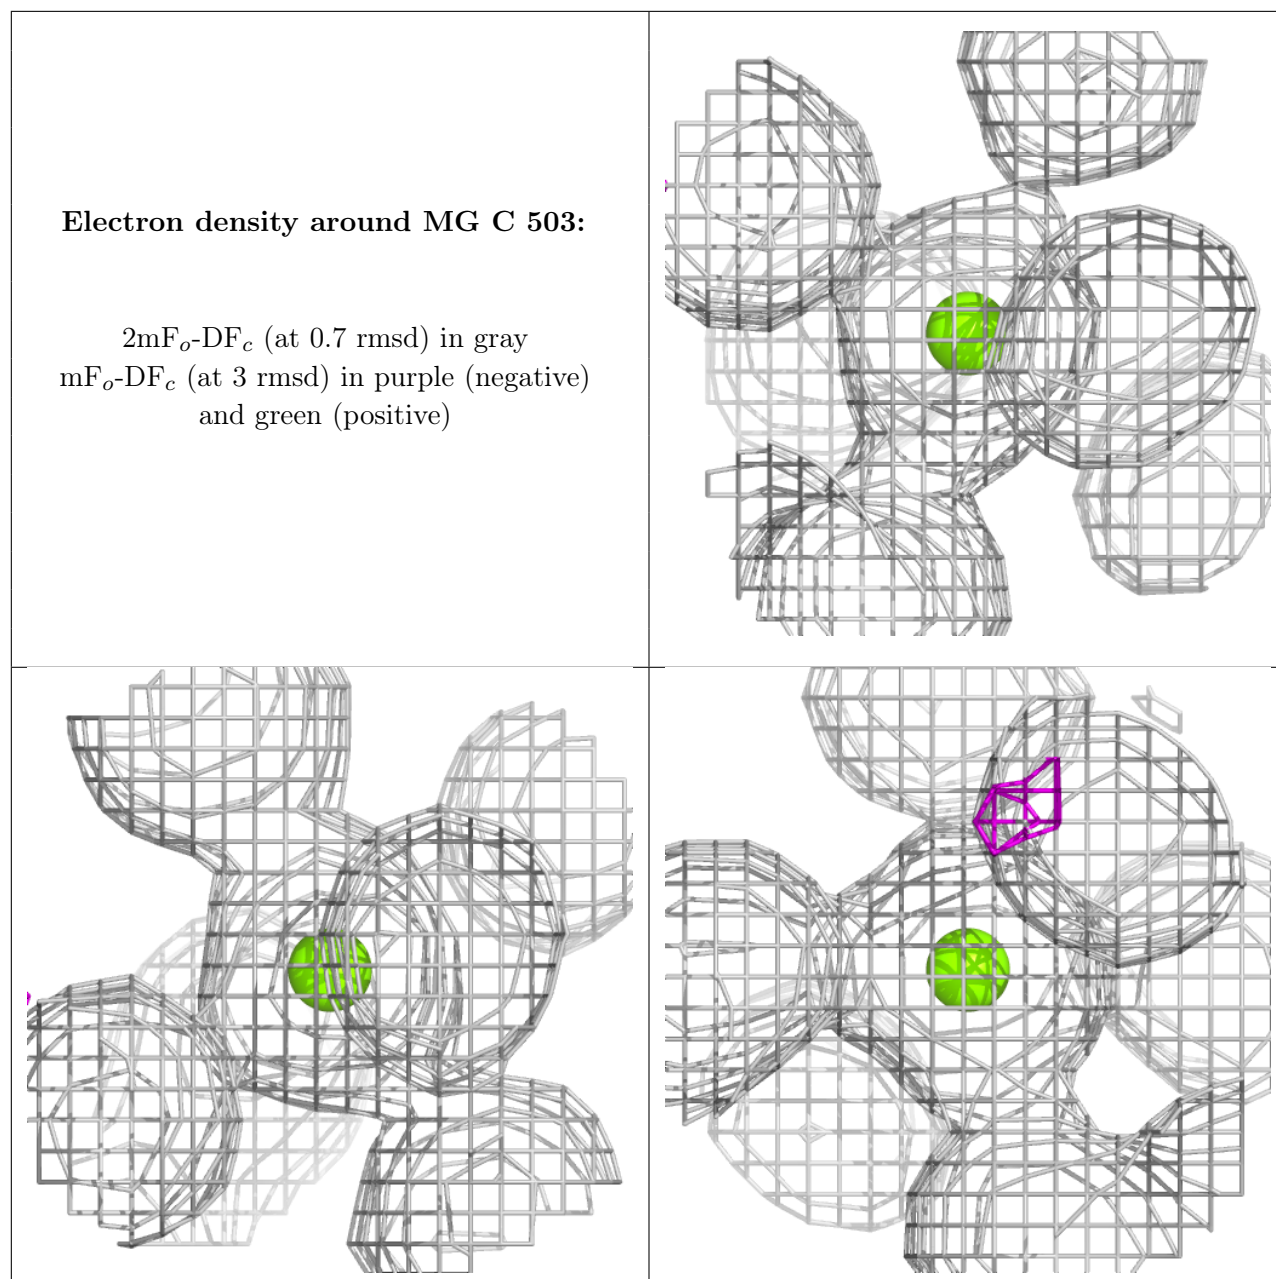 Electron density around MG C 503:
2mFₒ-DF𝒸 (at 0.7 rmsd) in gray
mFₒ-DF𝒸 (at 3 rmsd) in purple (negative)
and green (positive)